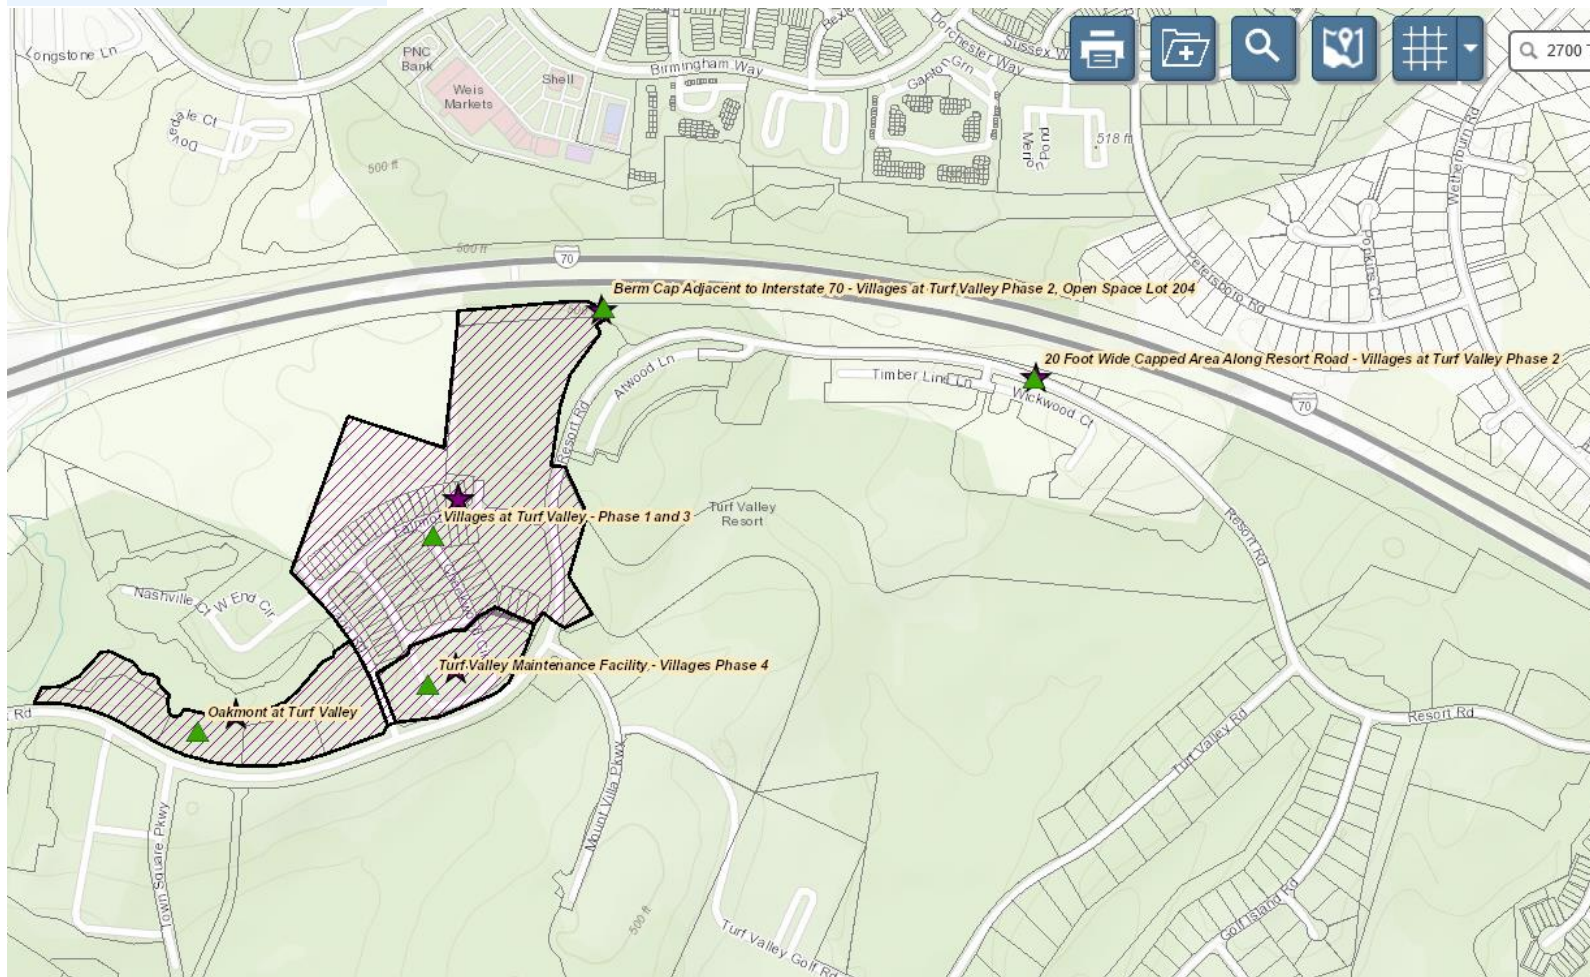 Longstone Ln
PNC
Bank
Shell
Weis
Markets
Birmingham Way
Dorchester Way
Sussex W
Gapton Grn
2700
Dovedale Ct
500 ft
518 ft
Wetherburn Rd
500 ft
70
Popkins Ct
Petersboro Rd
Berm Cap Adjacent to Interstate 70 - Villages at Turf Valley Phase 2, Open Space Lot 204
Atwood Ln
20 Foot Wide Capped Area Along Resort Road - Villages at Turf Valley Phase 2
Timber Line Ln
Wickwood Ct
70
Resort Rd
Turf Valley
Resort
Villages at Turf Valley - Phase 1 and 3
Resort Rd
Nashville Ct
W End Cir
Turf Valley Maintenance Facility - Villages Phase 4
Oakmont at Turf Valley
Rd
Resort Rd
Turf Valley Rd
Mount Villa Pkwy
Town Square Pkwy
Golf Island Rd
500 ft
Turf Valley Golf Rd